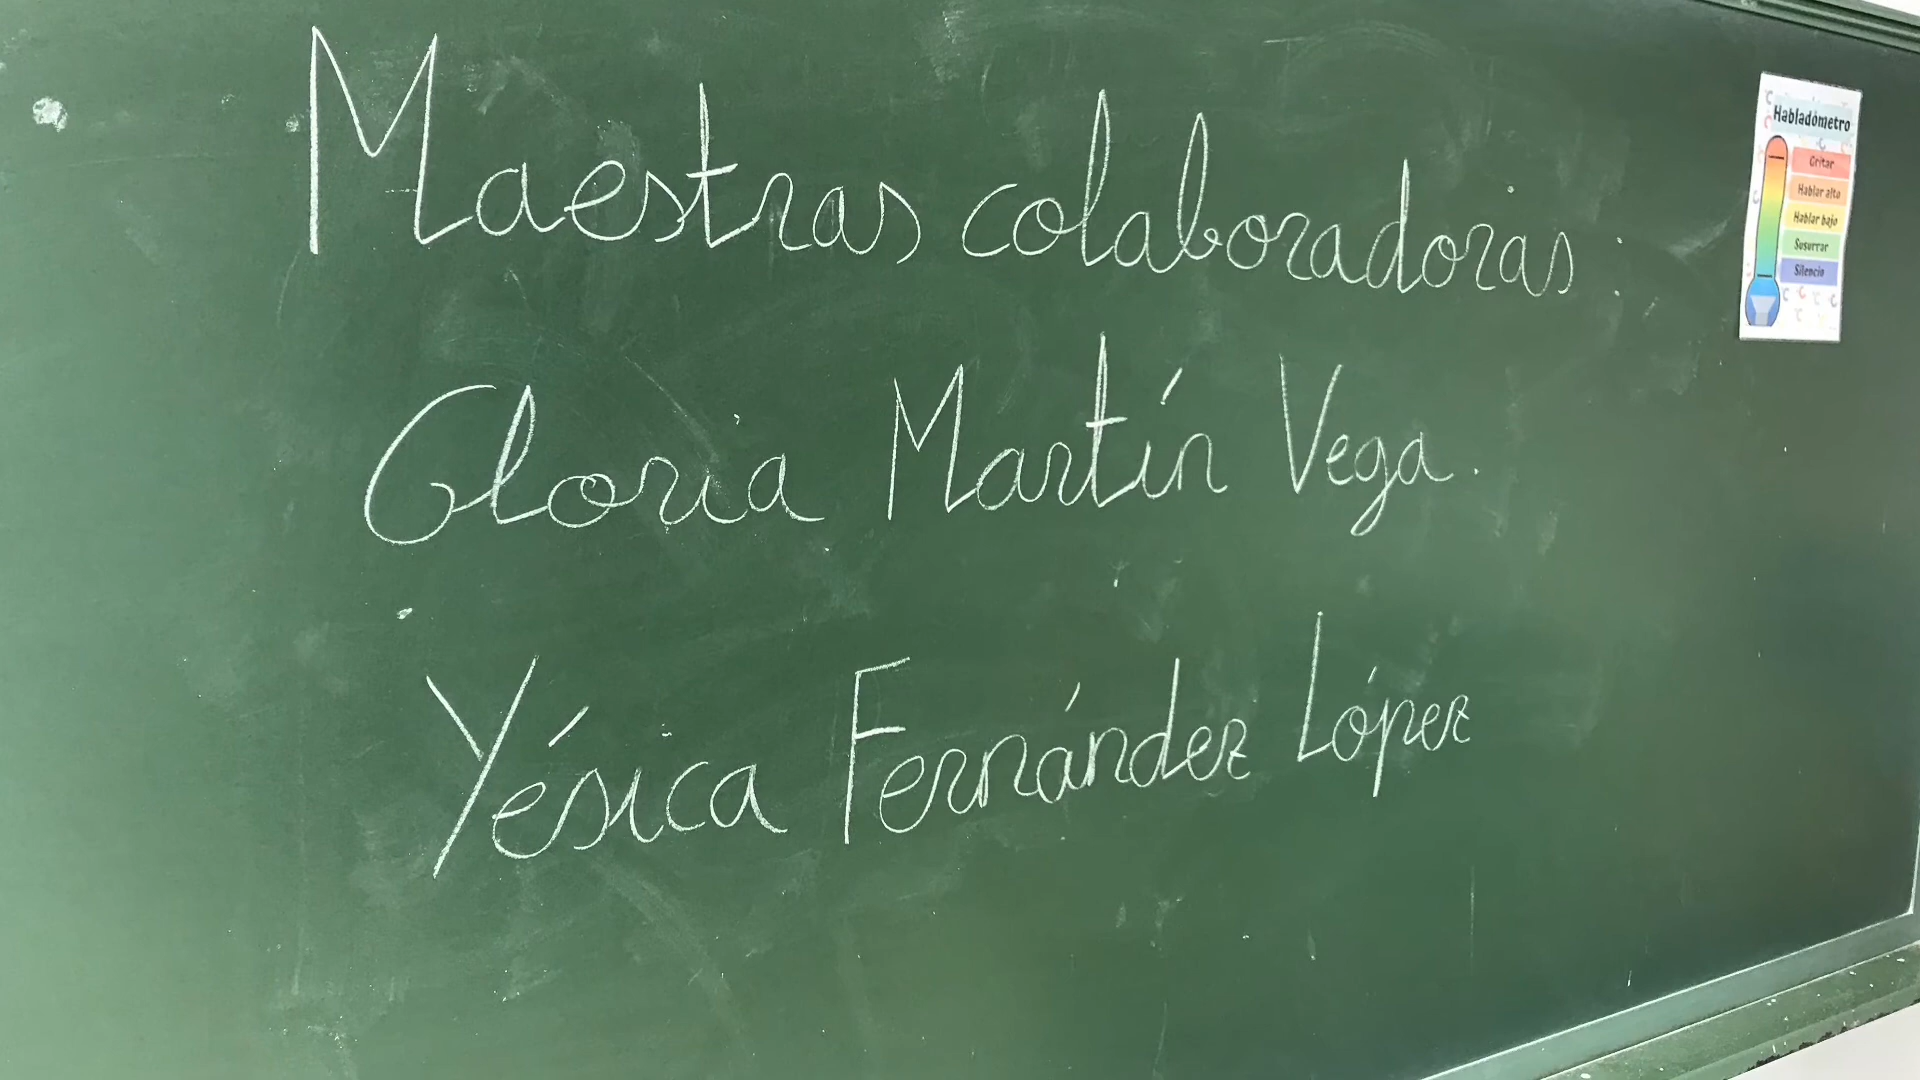 Maestras colaboradoras:
Gloria Martín Vega.
Yésica Fernández López
Habladómetro
Gritar
Hablar alto
Hablar bajo
Susurrar
Silencio